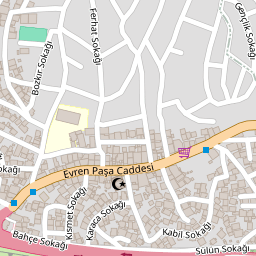 Ferhat Sokağı
Gençlik Sokağı
Bozkır Sokağı
Evren Paşa Caddesi
Kısmet Sokağı
Karaca Sokağı
Kabil Sokağı
Bahçe Sokağı
Sülün Sokağı